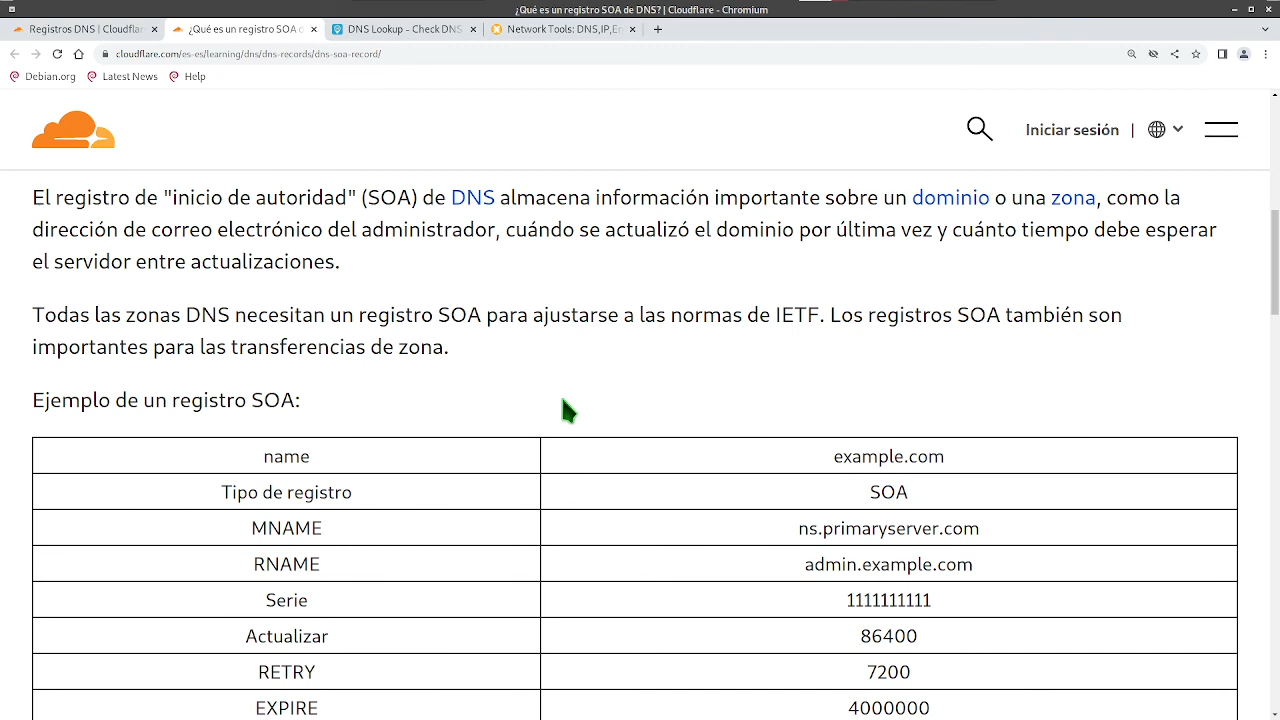 ¿Qué es un registro SOA de DNS? | Cloudflare - Chromium
Registros DNS | Cloudflar
¿Qué es un registro SOA d
DNS Lookup - Check DNS
Network Tools: DNS,IP,Em
cloudflare.com/es-es/learning/dns/dns-records/dns-soa-record/
Debian.org Latest News Help
Iniciar sesión |
El registro de "inicio de autoridad" (SOA) de DNS almacena información importante sobre un dominio o una zona, como la
dirección de correo electrónico del administrador, cuándo se actualizó el dominio por última vez y cuánto tiempo debe esperar
el servidor entre actualizaciones.
Todas las zonas DNS necesitan un registro SOA para ajustarse a las normas de IETF. Los registros SOA también son
importantes para las transferencias de zona.
Ejemplo de un registro SOA:
name example.com
Tipo de registro SOA
MNAME ns.primaryserver.com
RNAME admin.example.com
Serie 1111111111
Actualizar 86400
RETRY 7200
EXPIRE 4000000